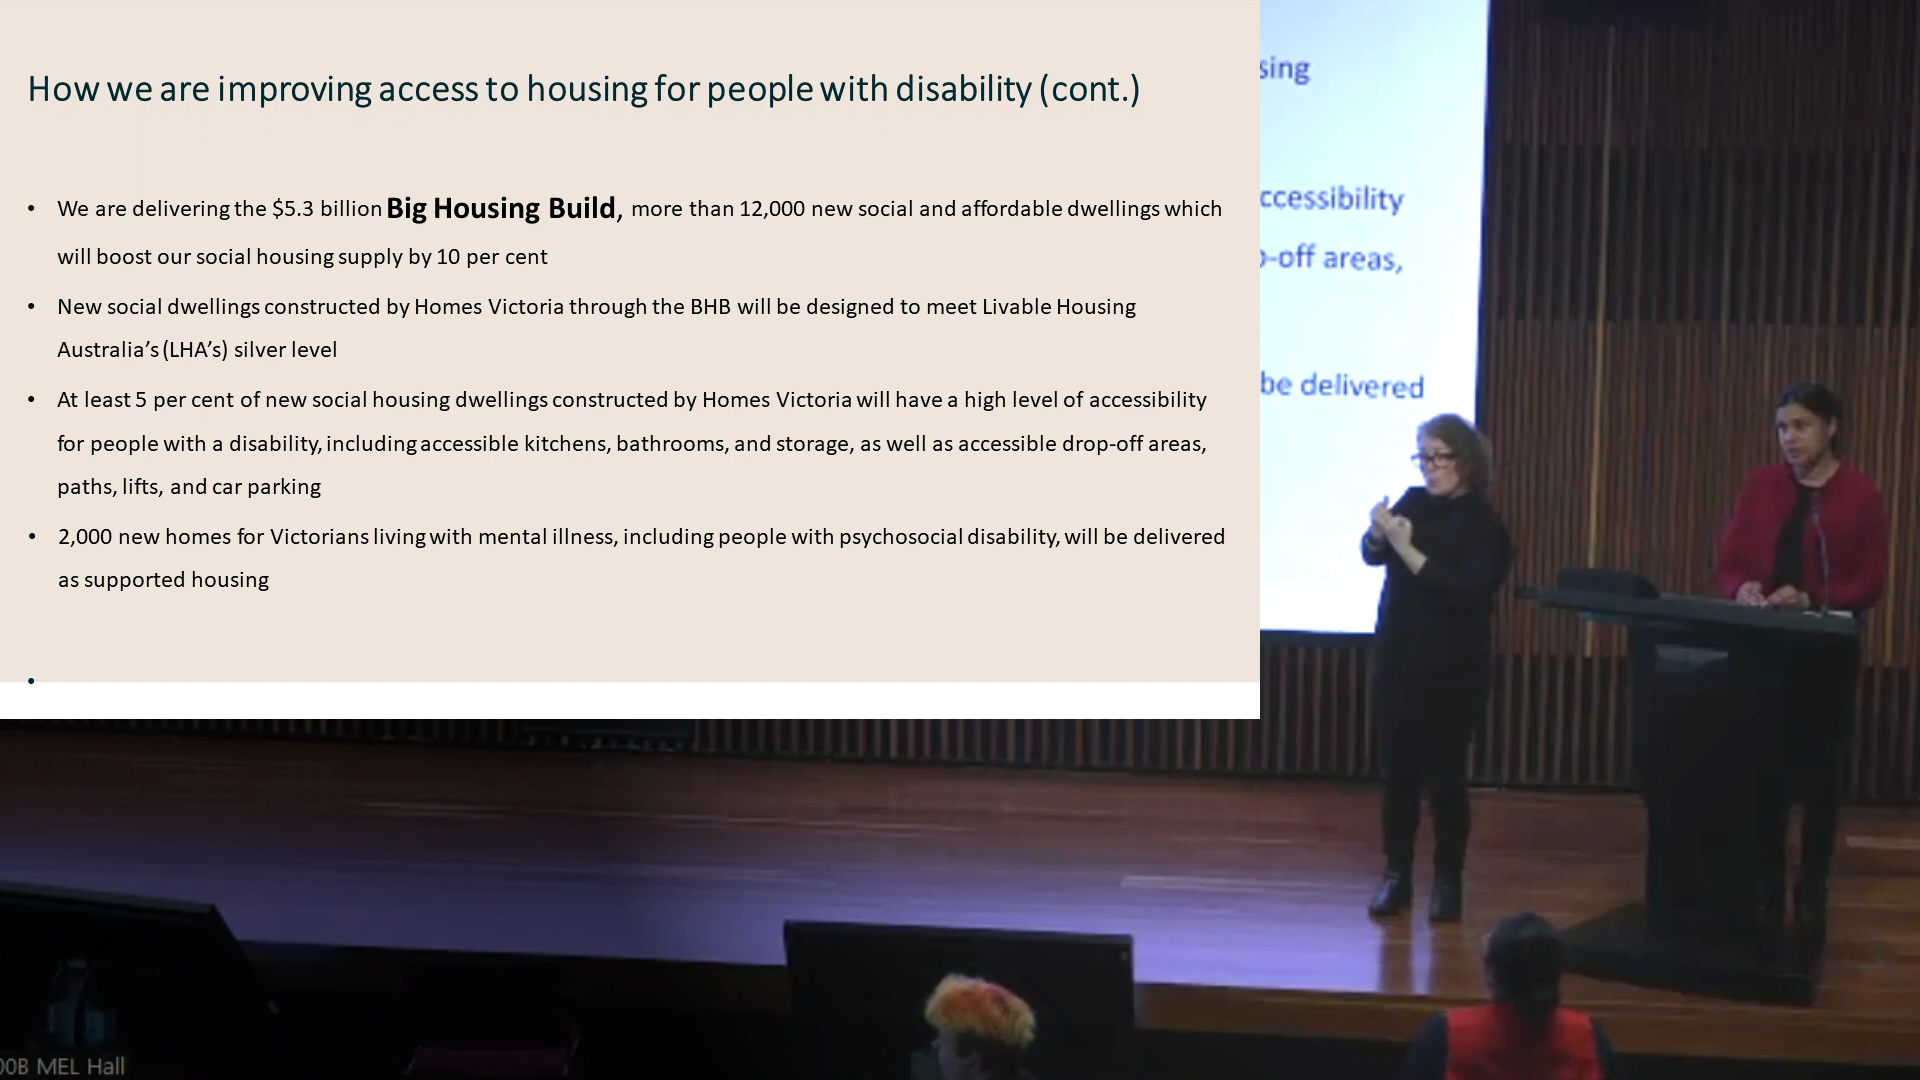 How we are improving access to housing for people with disability (cont.)
• We are delivering the $5.3 billion Big Housing Build, more than 12,000 new social and affordable dwellings which
will boost our social housing supply by 10 per cent
• New social dwellings constructed by Homes Victoria through the BHB will be designed to meet Livable Housing
Australia’s (LHA’s) silver level
• At least 5 per cent of new social housing dwellings constructed by Homes Victoria will have a high level of accessibility
for people with a disability, including accessible kitchens, bathrooms, and storage, as well as accessible drop-off areas,
paths, lifts, and car parking
• 2,000 new homes for Victorians living with mental illness, including people with psychosocial disability, will be delivered
as supported housing
•
sing
ccessibility
-off areas,
be delivered
00B MEL Hall